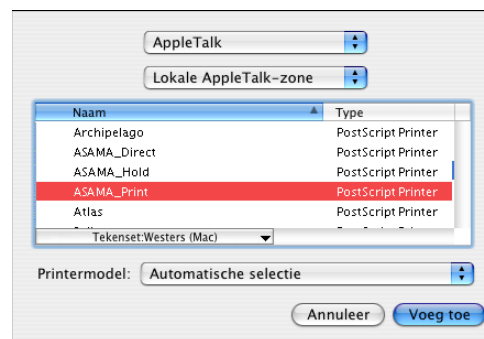 AppleTalk
Lokale AppleTalk-zone
Naam Type
Archipelago PostScript Printer
ASAMA_Direct PostScript Printer
ASAMA_Hold PostScript Printer
ASAMA_Print PostScript Printer
Atlas PostScript Printer
Tekenset:Westers (Mac)
Printermodel: Automatische selectie
Annuleer Voeg toe